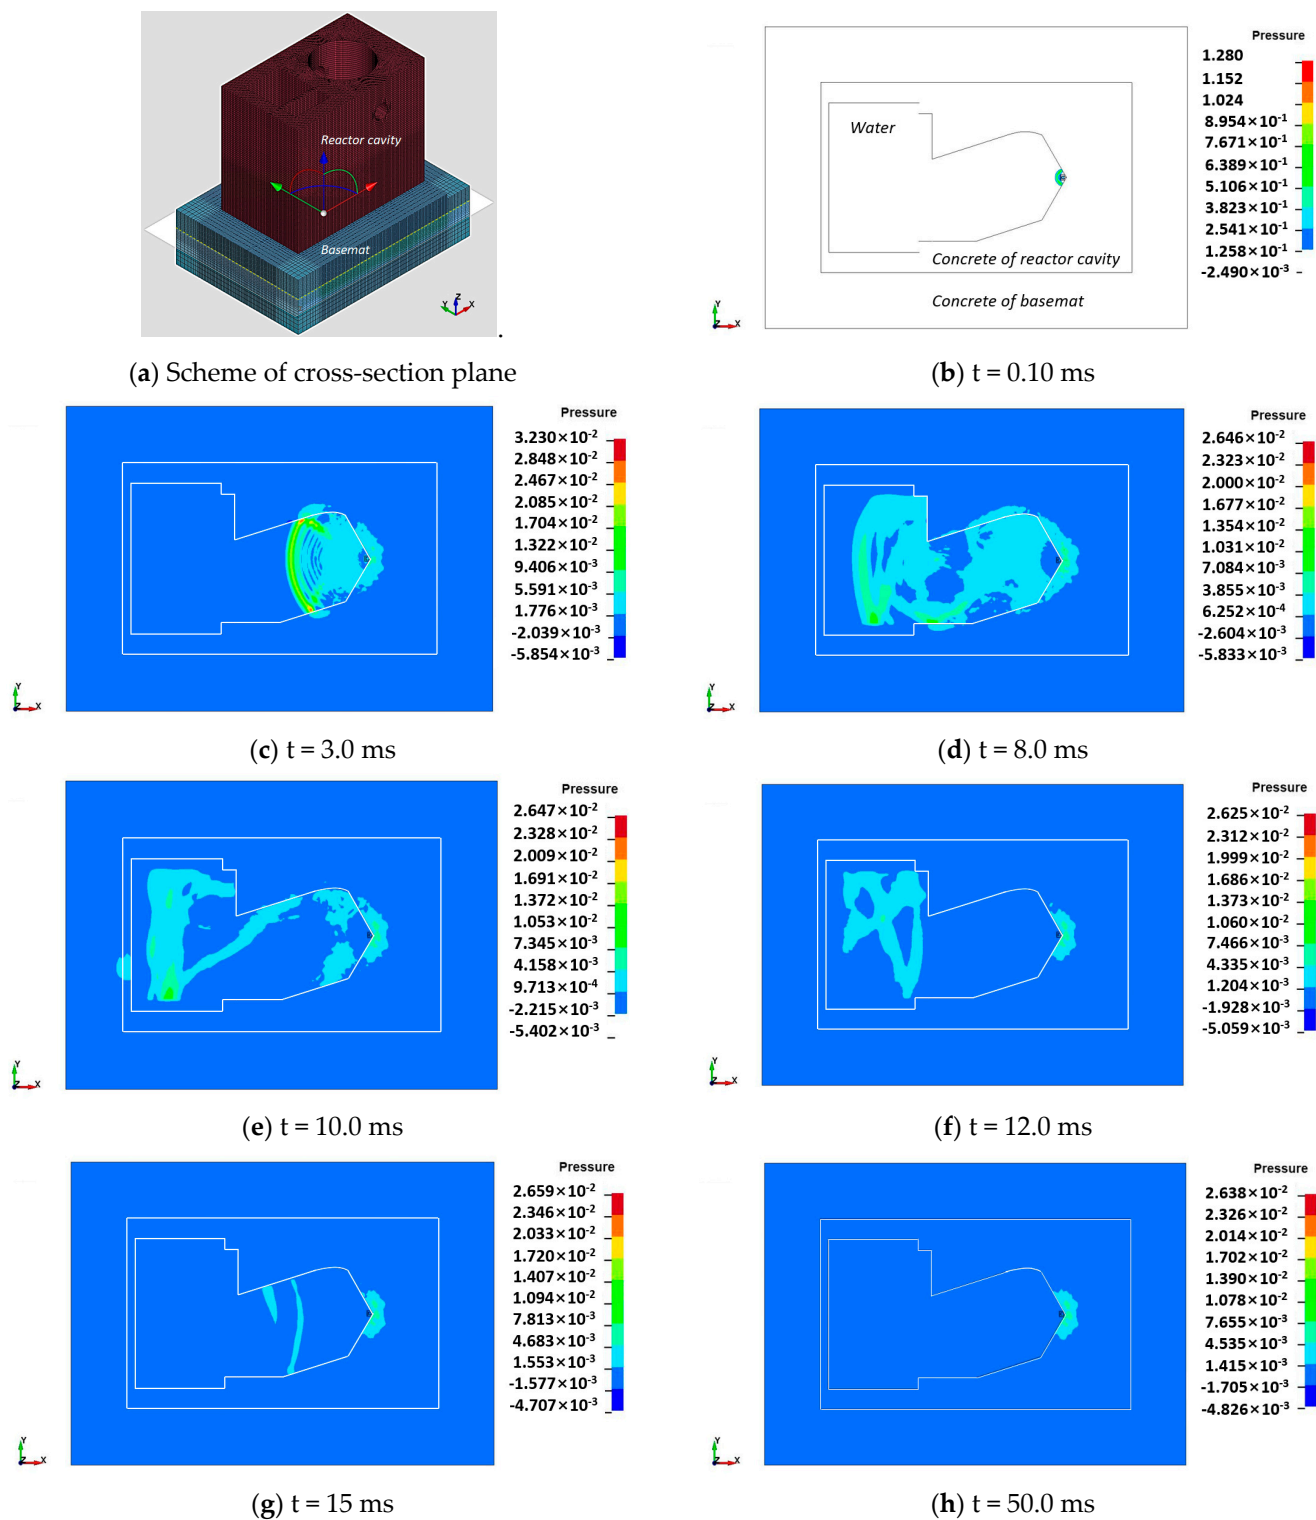 Reactor cavity
Basemat
Z
Y
X
.
(a) Scheme of cross-section plane
Pressure
1.280
1.152
1.024
8.954×10-1
7.671×10-1
6.389×10-1
5.106×10-1
3.823×10-1
2.541×10-1
1.258×10-1
-2.490×10-3
Water
Concrete of reactor cavity
Concrete of basemat
Y
Z
X
(b) t = 0.10 ms
Pressure
3.230×10-2
2.848×10-2
2.467×10-2
2.085×10-2
1.704×10-2
1.322×10-2
9.406×10-3
5.591×10-3
1.776×10-3
-2.039×10-3
-5.854×10-3
Y
Z
X
(c) t = 3.0 ms
Pressure
2.646×10-2
2.323×10-2
2.000×10-2
1.677×10-2
1.354×10-2
1.031×10-2
7.084×10-3
3.855×10-3
6.252×10-4
-2.604×10-3
-5.833×10-3
Y
Z
X
(d) t = 8.0 ms
Pressure
2.647×10-2
2.328×10-2
2.009×10-2
1.691×10-2
1.372×10-2
1.053×10-2
7.345×10-3
4.158×10-3
9.713×10-4
-2.215×10-3
-5.402×10-3
Y
Z
X
(e) t = 10.0 ms
Pressure
2.625×10-2
2.312×10-2
1.999×10-2
1.686×10-2
1.373×10-2
1.060×10-2
7.466×10-3
4.335×10-3
1.204×10-3
-1.928×10-3
-5.059×10-3
Y
Z
X
(f) t = 12.0 ms
Pressure
2.659×10-2
2.346×10-2
2.033×10-2
1.720×10-2
1.407×10-2
1.094×10-2
7.813×10-3
4.683×10-3
1.553×10-3
-1.577×10-3
-4.707×10-3
Y
Z
X
(g) t = 15 ms
Pressure
2.638×10-2
2.326×10-2
2.014×10-2
1.702×10-2
1.390×10-2
1.078×10-2
7.655×10-3
4.535×10-3
1.415×10-3
-1.705×10-3
-4.826×10-3
Y
Z
X
(h) t = 50.0 ms